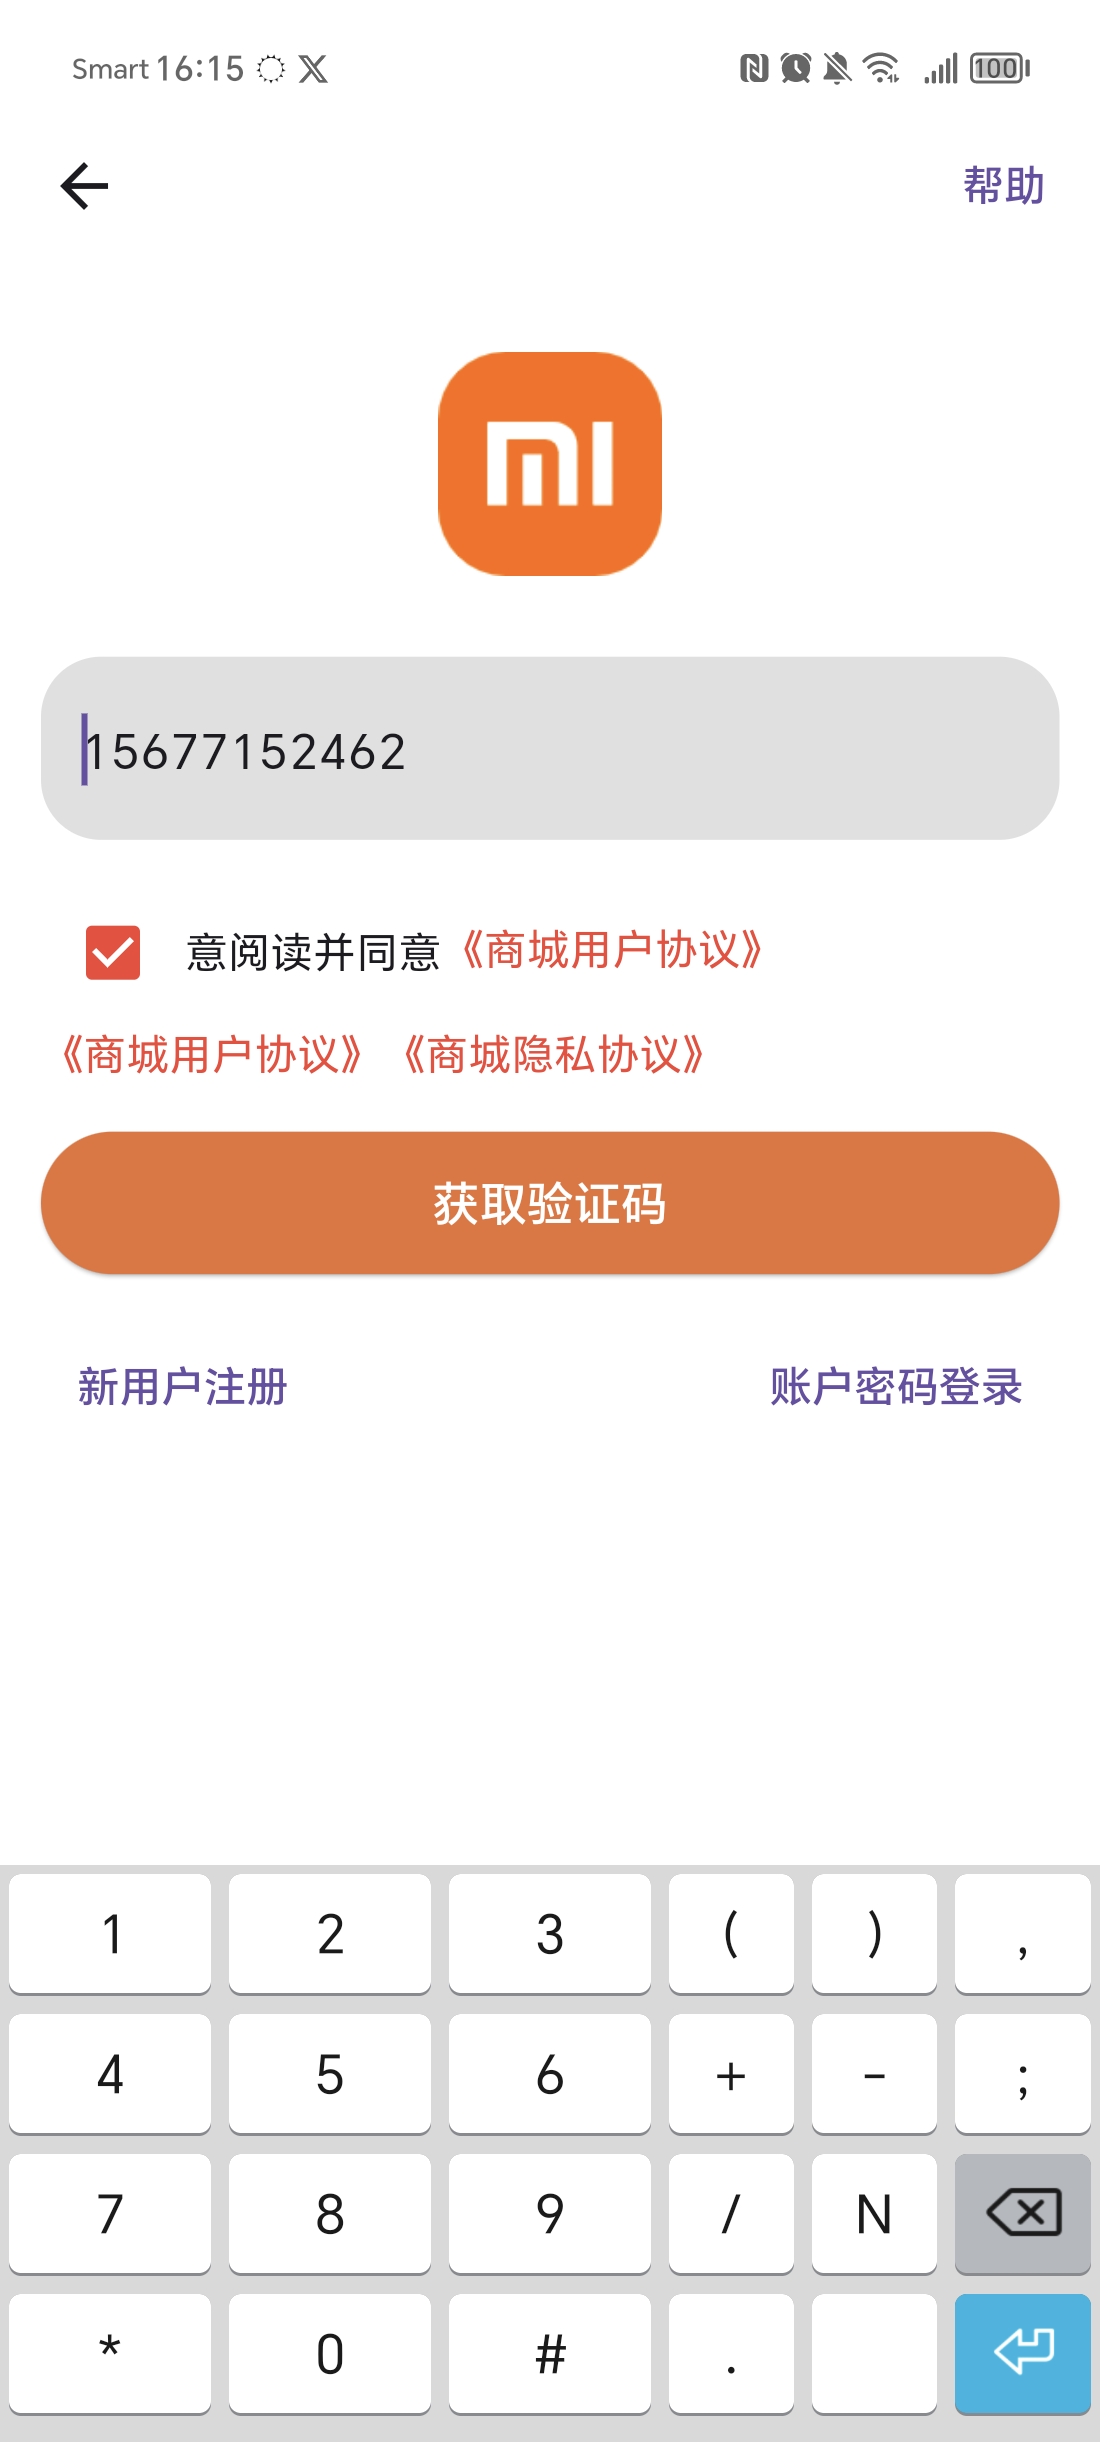 Smart 16:15 100
帮助
mi
15677152462
意阅读并同意《商城用户协议》
《商城用户协议》 《商城隐私协议》
获取验证码
新用户注册 账户密码登录
1 2 3 ( ) ,
4 5 6 + - ;
7 8 9 / N
* 0 # .